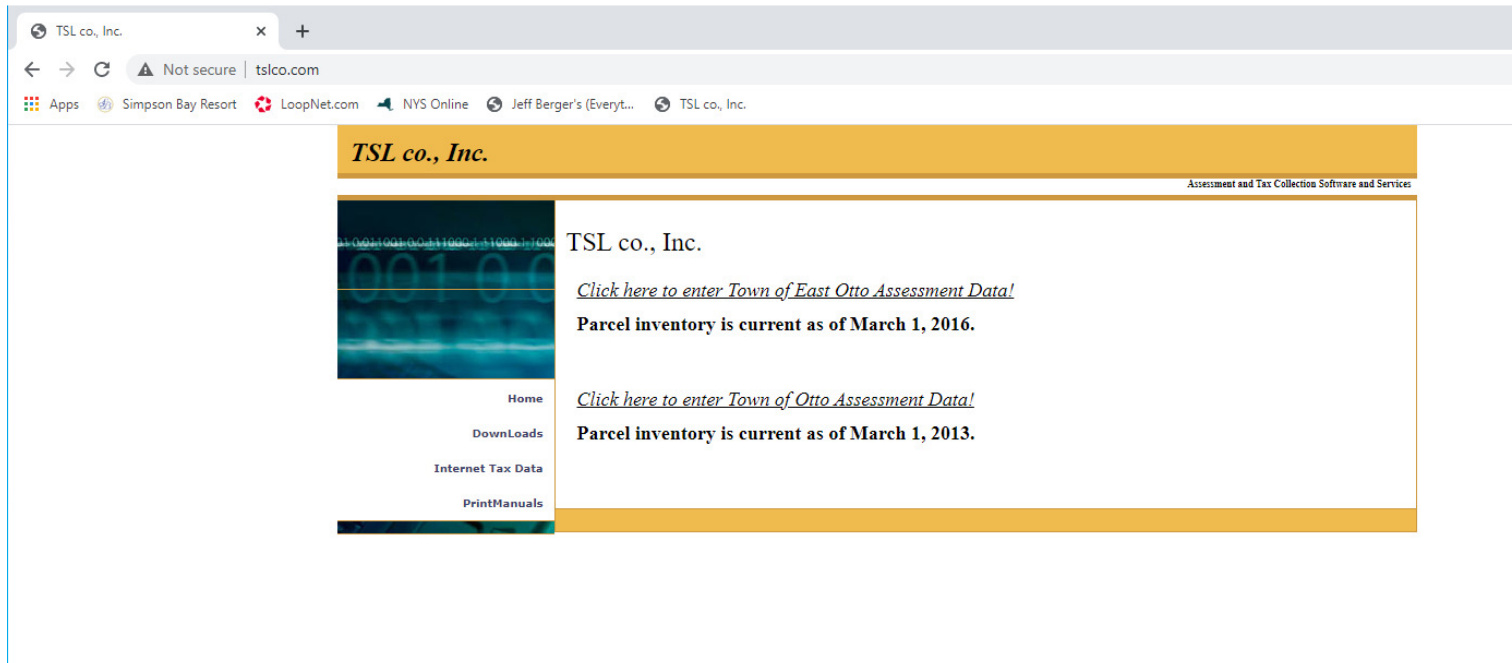 TSL co., Inc.
Not secure | tslco.com
Apps Simpson Bay Resort LoopNet.com NYS Online Jeff Berger's (Everyt... TSL co., Inc.
TSL co., Inc.
Assessment and Tax Collection Software and Services
TSL co., Inc.
Click here to enter Town of East Otto Assessment Data!
Parcel inventory is current as of March 1, 2016.
Click here to enter Town of Otto Assessment Data!
Parcel inventory is current as of March 1, 2013.
Home
DownLoads
Internet Tax Data
PrintManuals